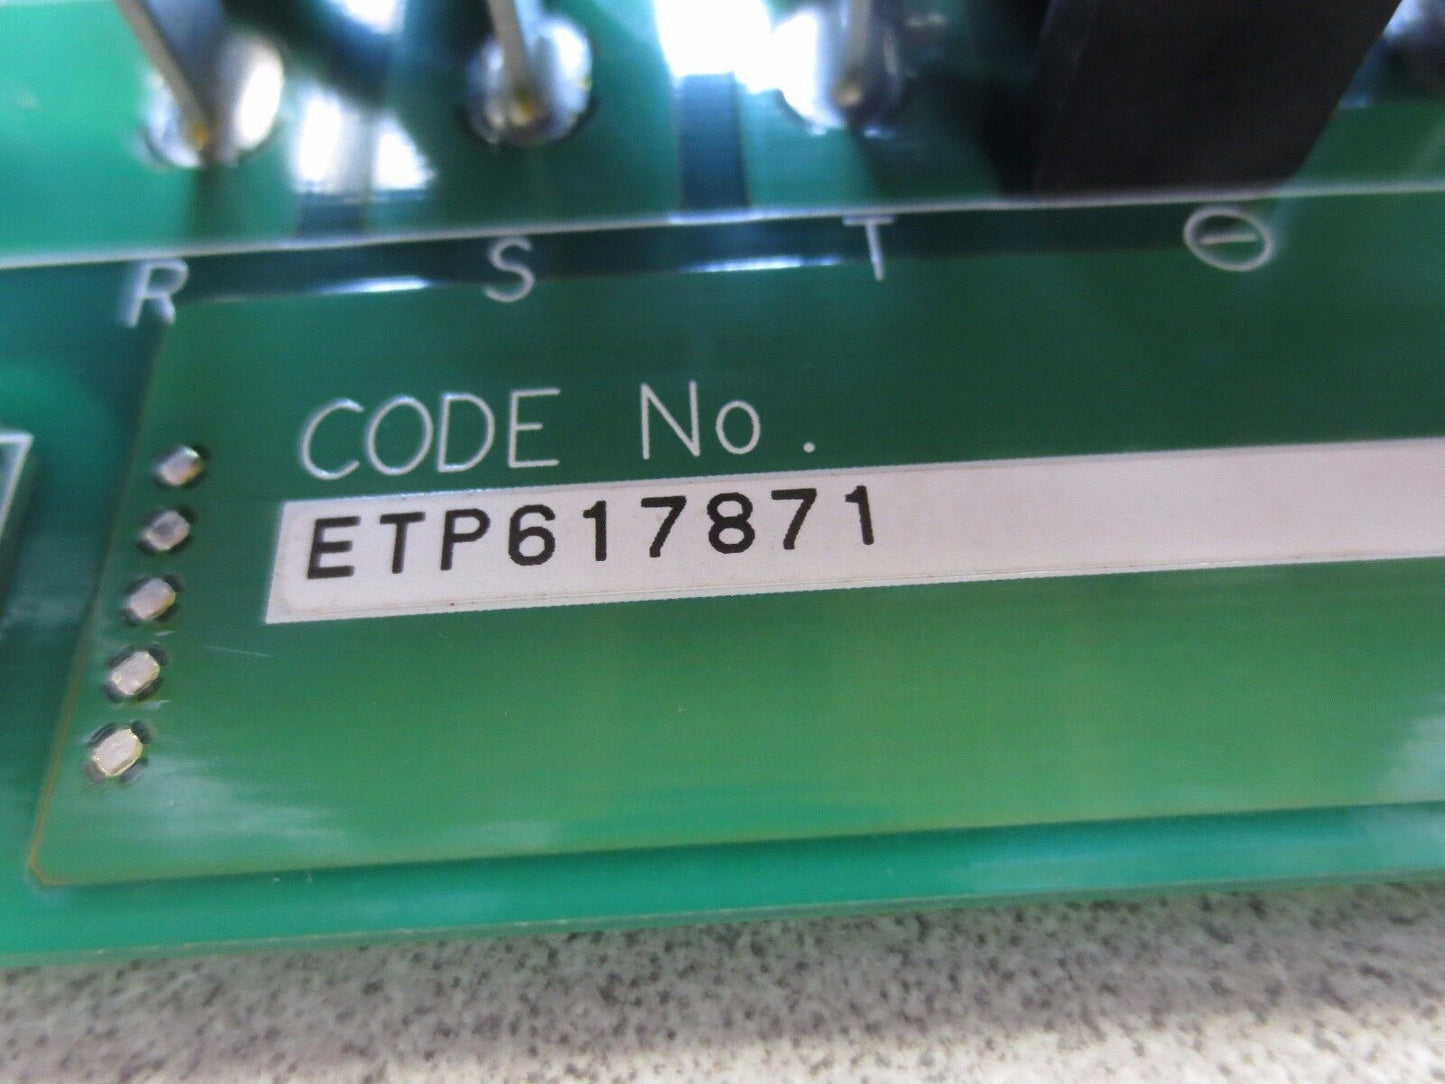 R S T ⊖
CODE No.
ETP617871